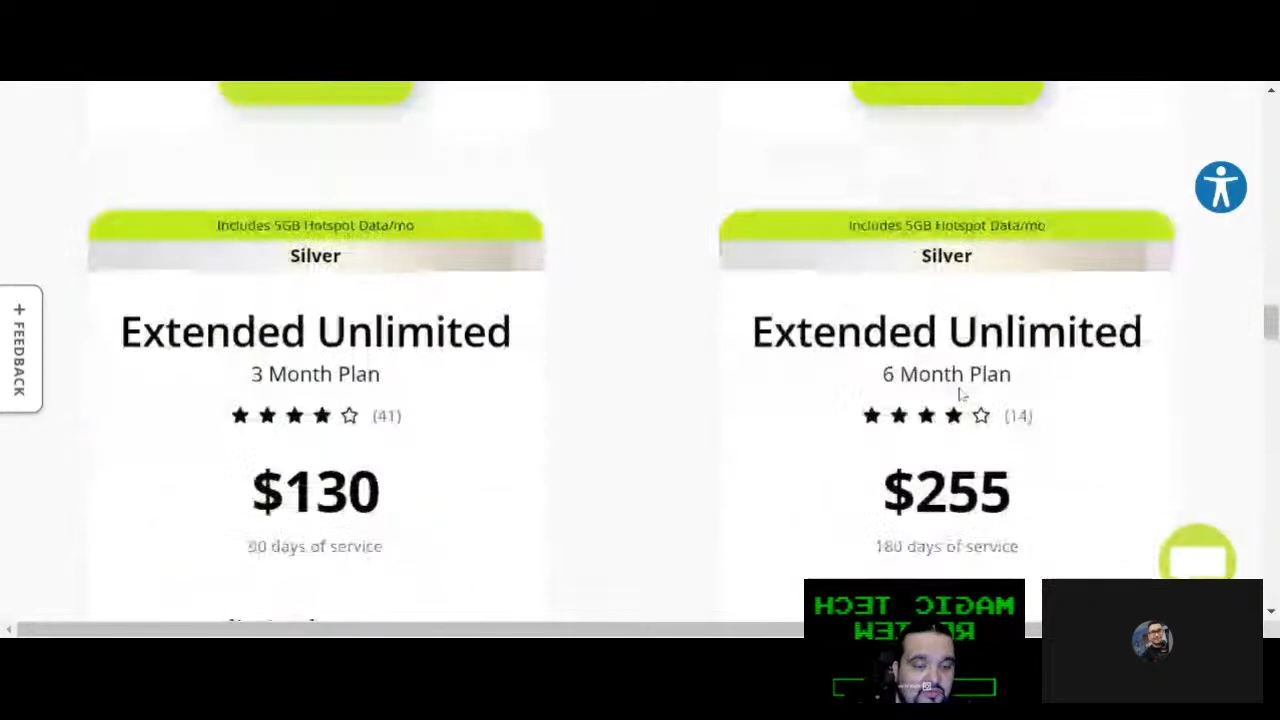 Includes 5GB Hotspot Data/mo
Silver
Extended Unlimited
3 Month Plan
(41)
$130
90 days of service
Includes 5GB Hotspot Data/mo
Silver
Extended Unlimited
6 Month Plan
(14)
$255
180 days of service
+ FEEDBACK
MAGIC TECH
REVIEW